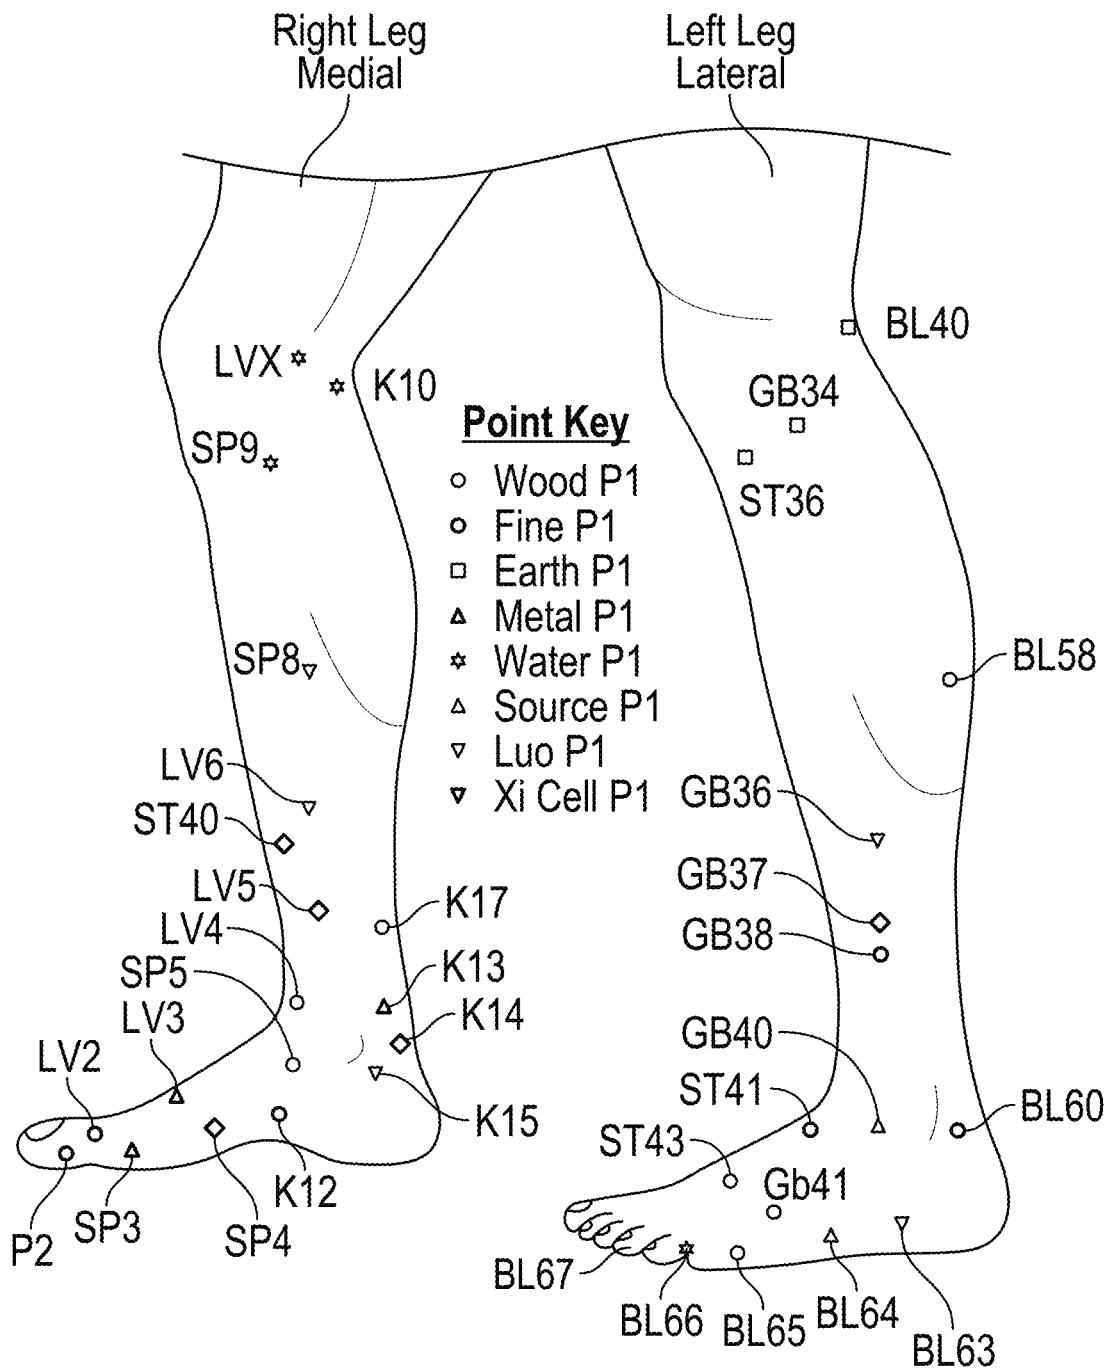 Right Leg
Medial
Left Leg
Lateral
BL40
LVX
K10
GB34
SP9
ST36
Point Key
Wood P1
Fine P1
Earth P1
Metal P1
Water P1
Source P1
Luo P1
Xi Cell P1
SP8
BL58
LV6
ST40
LV5
LV4
SP5
LV3
LV2
K17
K13
K14
K15
K12
P2
SP3
SP4
GB36
GB37
GB38
GB40
ST41
ST43
BL60
Gb41
BL67
BL66
BL65
BL64
BL63